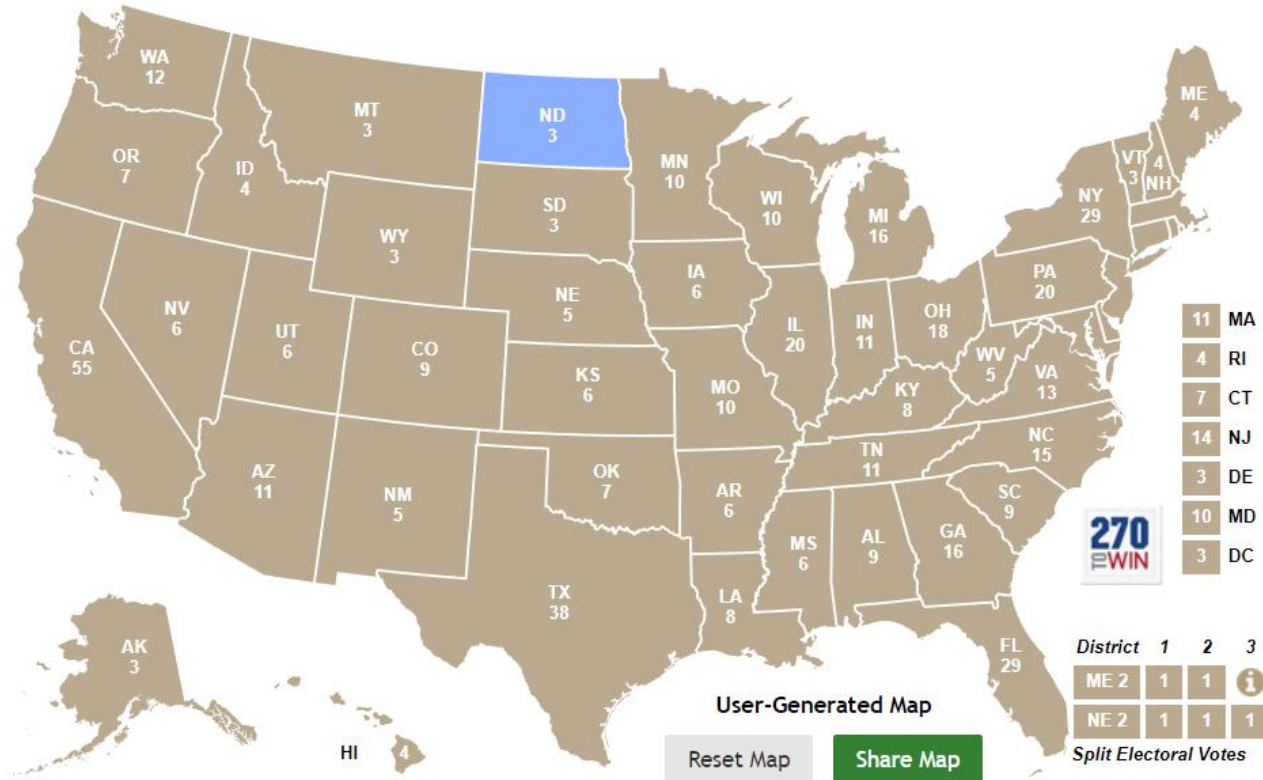 WA
12
MT
3
ND
3
ME
4
OR
7
ID
4
MN
10
VT
3
4
NH
WI
10
NY
29
SD
3
MI
16
WY
3
IA
6
PA
20
NE
5
NV
6
UT
6
IL
20
IN
11
OH
18
11 MA
CA
55
CO
9
WV
5
VA
13
4 RI
KS
6
MO
10
KY
8
7 CT
NC
15
14 NJ
TN
11
AZ
11
NM
5
OK
7
AR
6
SC
9
3 DE
MS
6
AL
9
GA
16
10 MD
270
TO WIN
3 DC
TX
38
LA
8
AK
3
FL
29
District 1 2 3
ME 2 1 1 i
NE 2 1 1 1
Split Electoral Votes
HI 4
User-Generated Map
Reset Map
Share Map